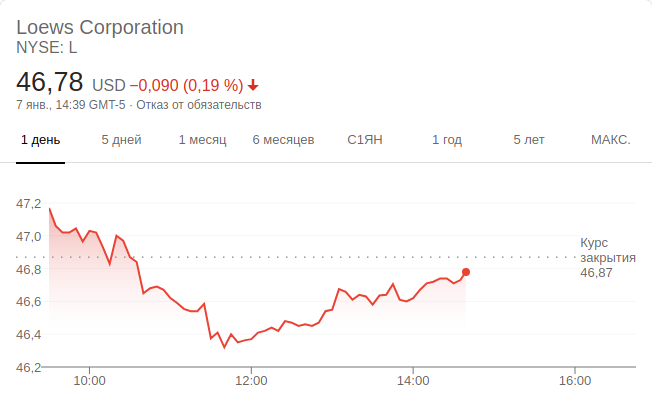 Loews Corporation
NYSE: L
46,78 USD −0,090 (0,19 %)
7 янв., 14:39 GMT-5 · Отказ от обязательств
1 день 5 дней 1 месяц 6 месяцев С1ЯН 1 год 5 лет МАКС.
47,2
47,0
46,8
46,6
46,4
46,2
Курс
закрытия
46,87
10:00 12:00 14:00 16:00